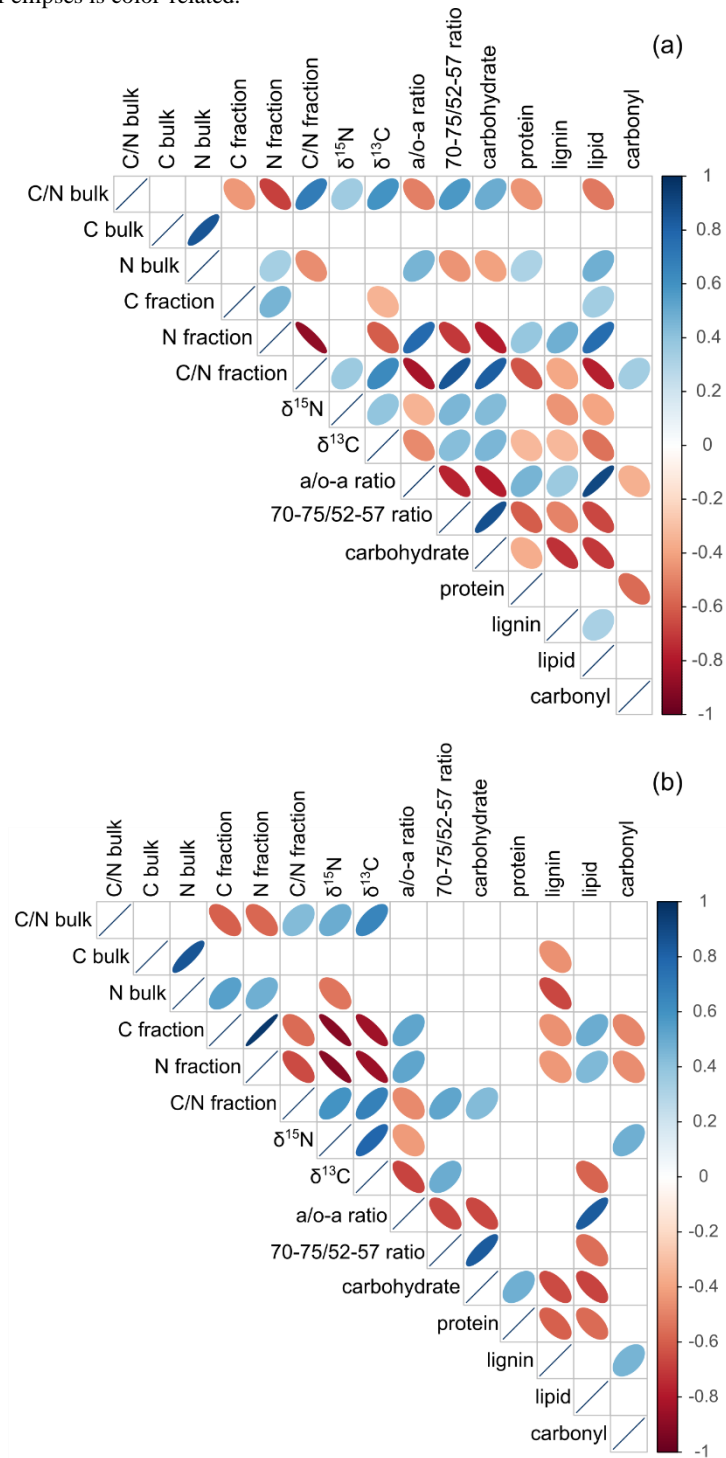 ellipses is color-related.
(a)
C/N bulk
C bulk
N bulk
C fraction
N fraction
C/N fraction
δ¹⁵N
δ¹³C
a/o-a ratio
70-75/52-57 ratio
carbohydrate
protein
lignin
lipid
carbonyl
C/N bulk
C bulk
N bulk
C fraction
N fraction
C/N fraction
δ¹⁵N
δ¹³C
a/o-a ratio
70-75/52-57 ratio
carbohydrate
protein
lignin
lipid
carbonyl
1
0.8
0.6
0.4
0.2
0
-0.2
-0.4
-0.6
-0.8
-1
(b)
C/N bulk
C bulk
N bulk
C fraction
N fraction
C/N fraction
δ¹⁵N
δ¹³C
a/o-a ratio
70-75/52-57 ratio
carbohydrate
protein
lignin
lipid
carbonyl
C/N bulk
C bulk
N bulk
C fraction
N fraction
C/N fraction
δ¹⁵N
δ¹³C
a/o-a ratio
70-75/52-57 ratio
carbohydrate
protein
lignin
lipid
carbonyl
1
0.8
0.6
0.4
0.2
0
-0.2
-0.4
-0.6
-0.8
-1